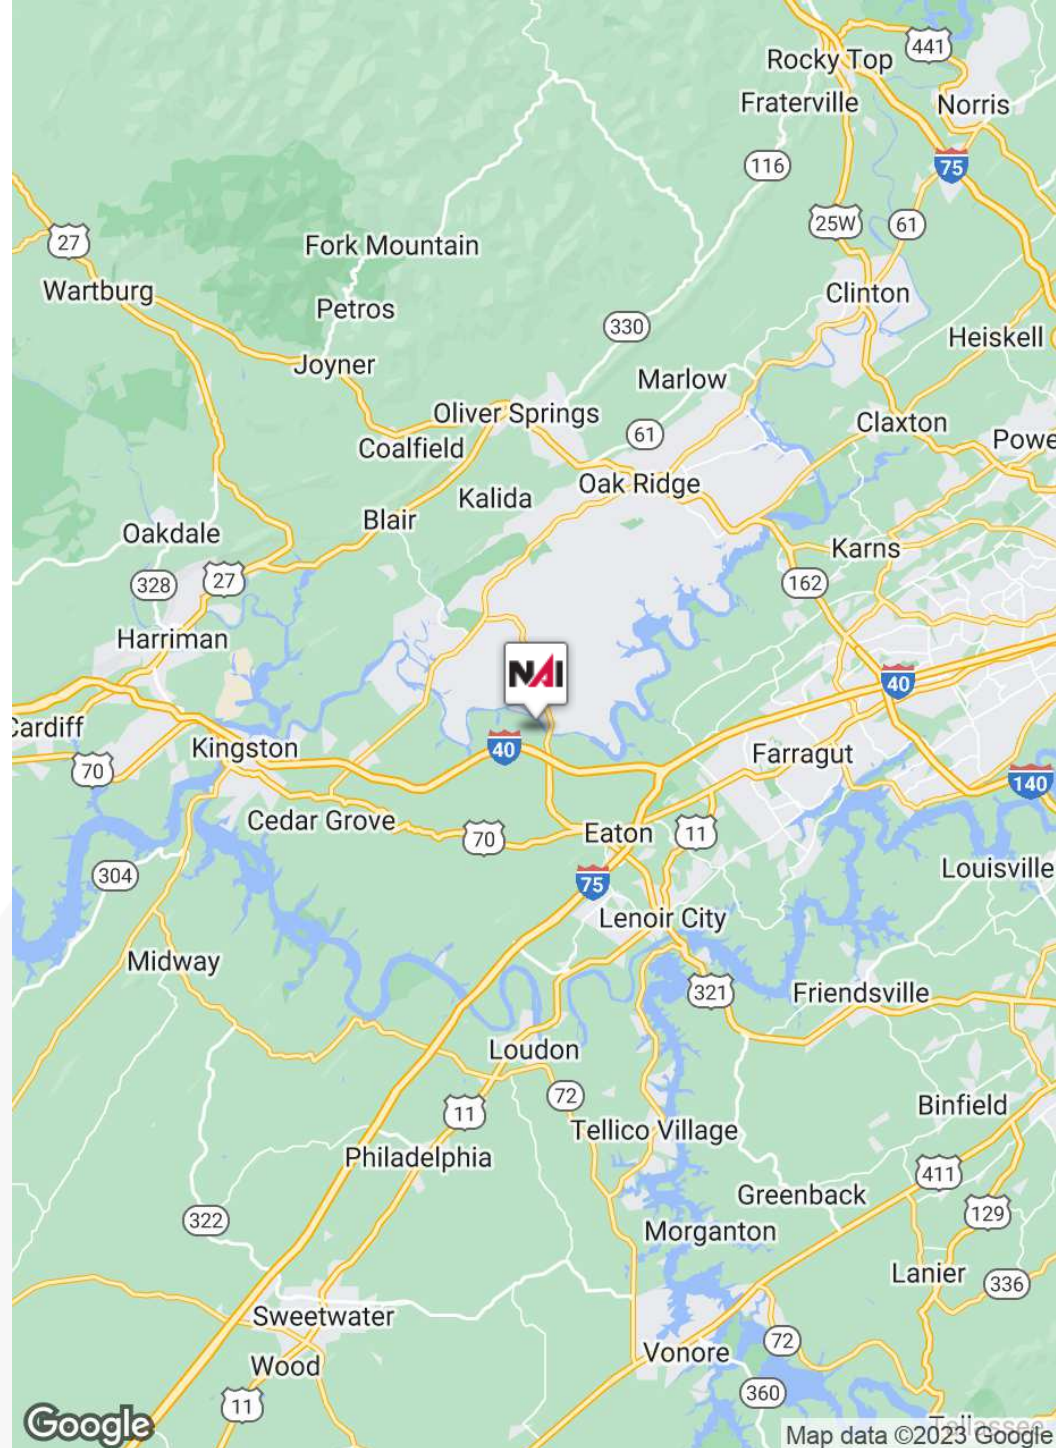 441
Rocky Top
Fraterville
Norris
75
116
25W
61
27
Fork Mountain
Wartburg
Petros
Clinton
330
Heiskell
Joyner
Marlow
Oliver Springs
Claxton
61
Powe
Coalfield
Oak Ridge
Kalida
Blair
Oakdale
Karns
328
27
162
Harriman
NAI
40
Cardiff
Kingston
40
Farragut
70
140
Cedar Grove
70
Eaton
11
304
75
Louisville
Lenoir City
Midway
321
Friendsville
Loudon
72
11
Binfield
Tellico Village
Philadelphia
411
Greenback
322
129
Morganton
Lanier
336
Sweetwater
72
Vonore
Wood
360
11
Google
Tallassee
Map data ©2023 Google